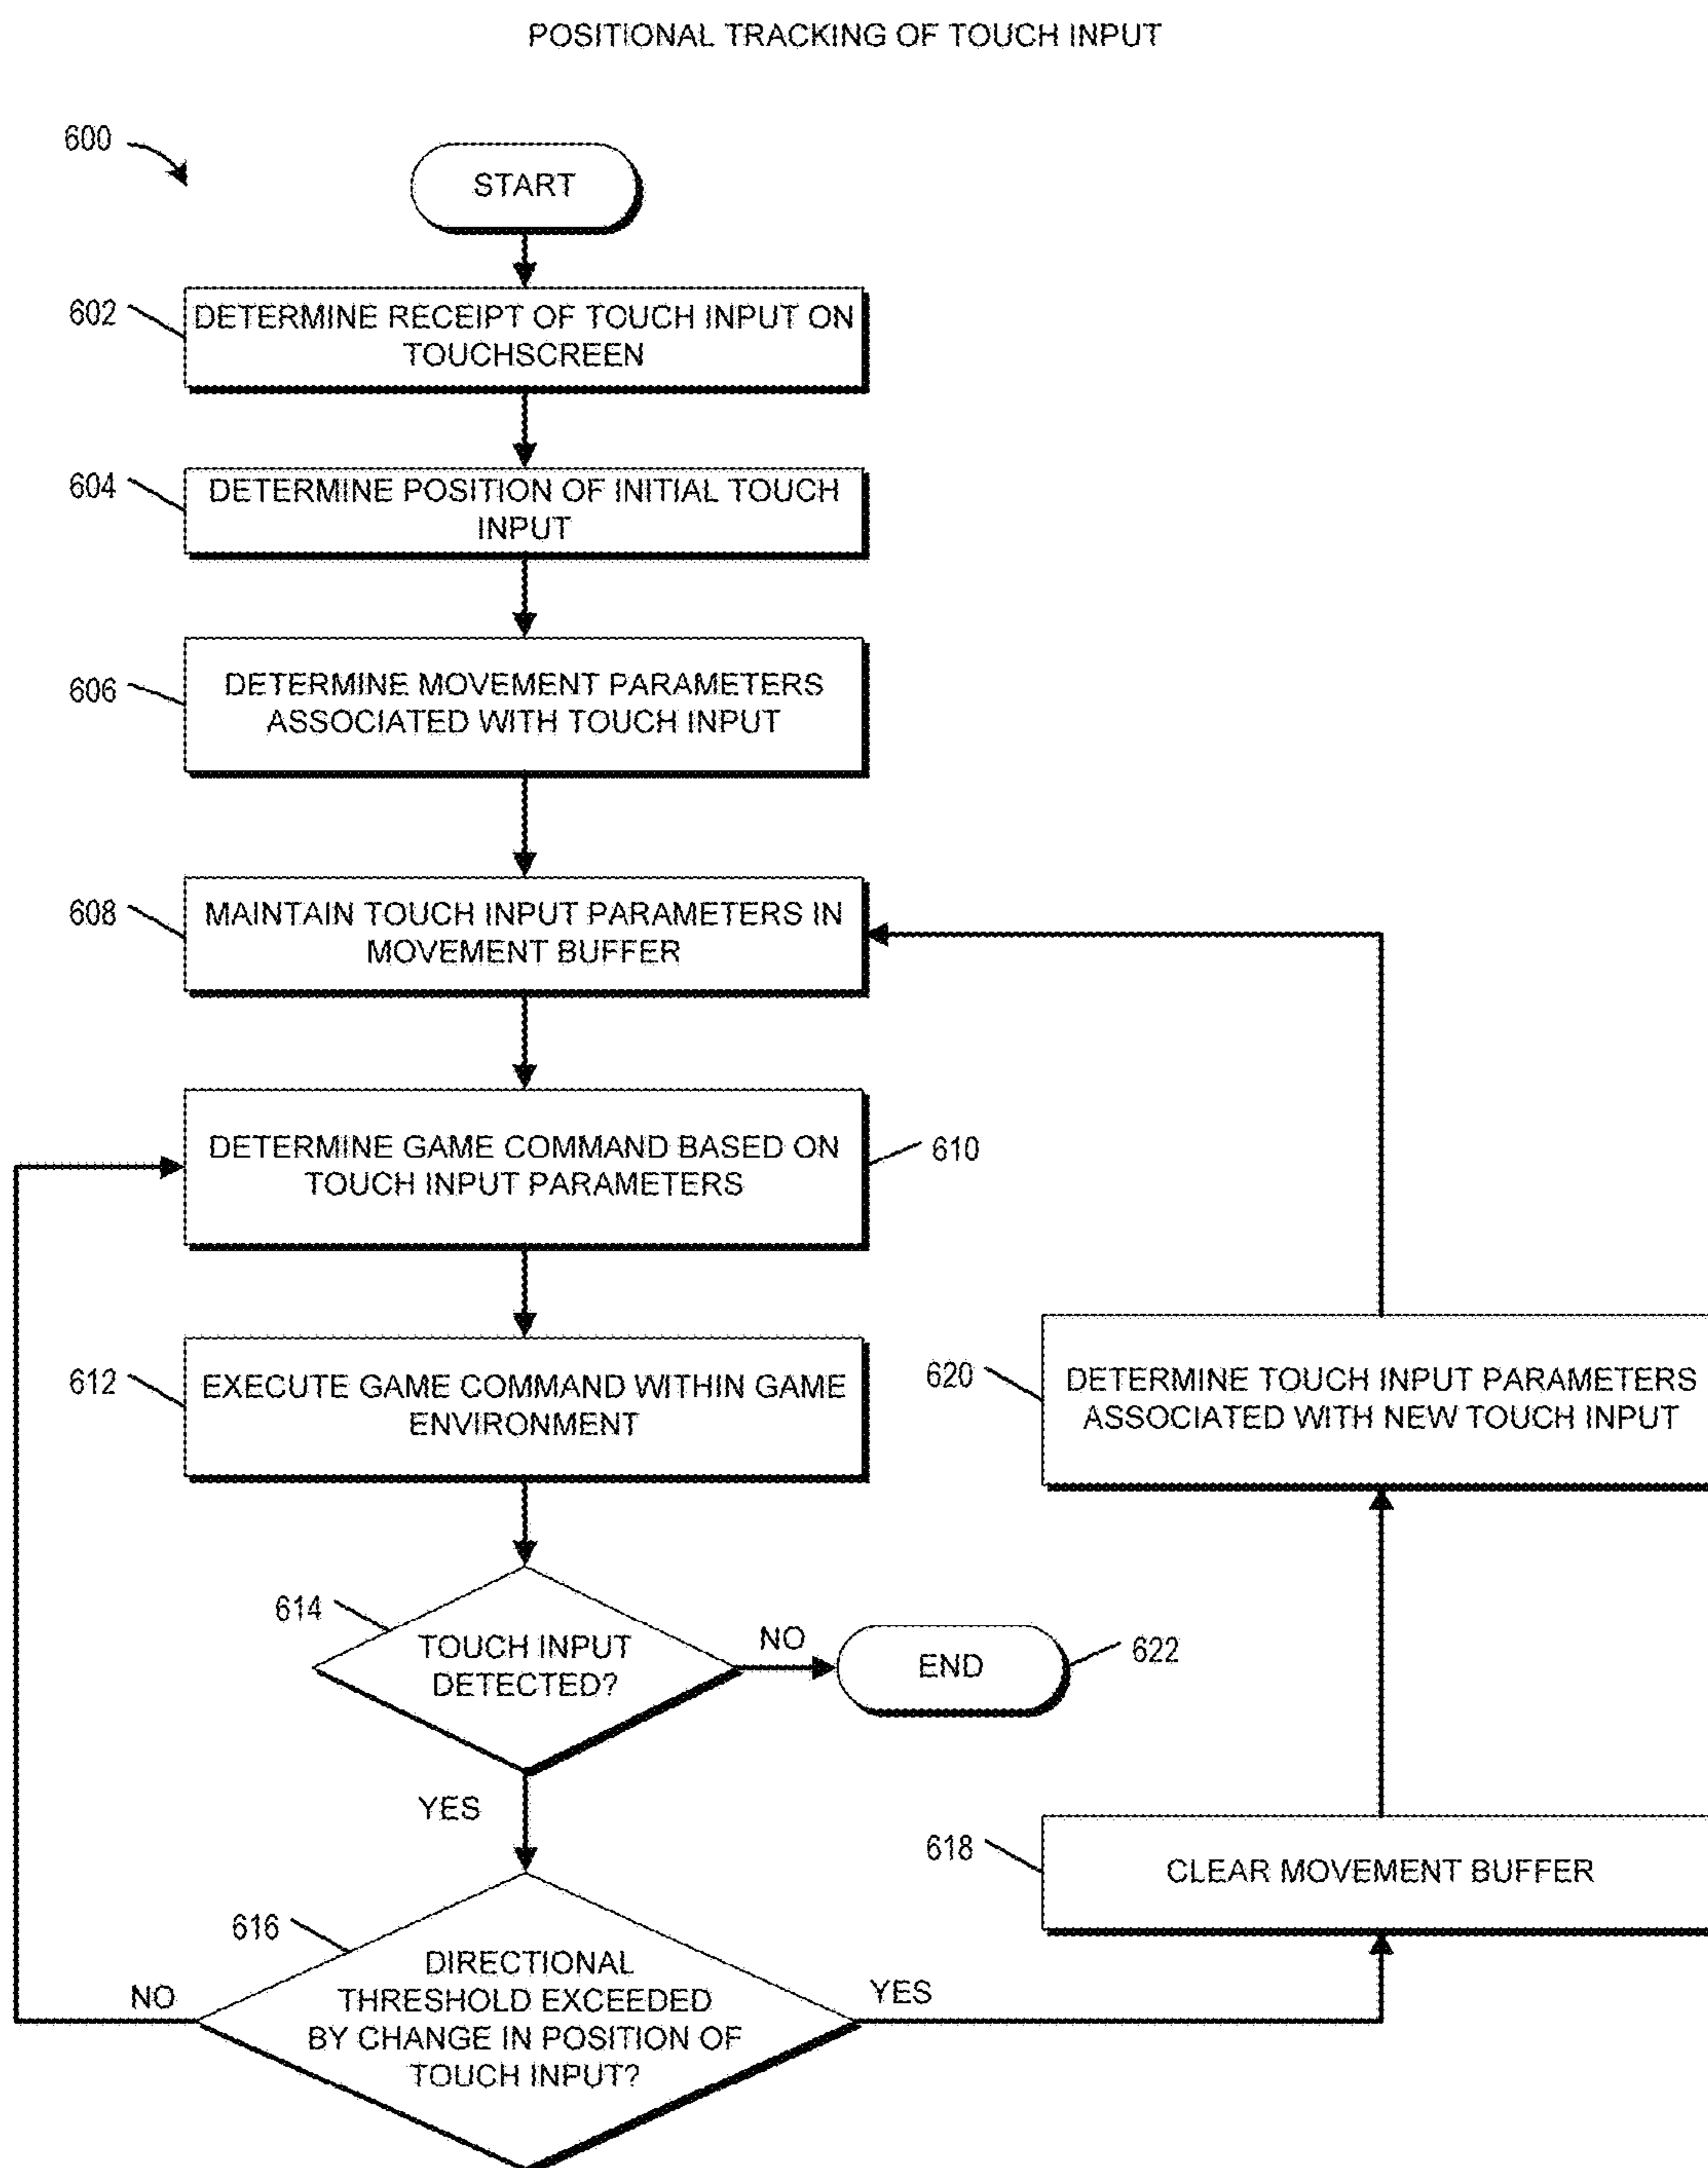 POSITIONAL TRACKING OF TOUCH INPUT
600
START
602
DETERMINE RECEIPT OF TOUCH INPUT ON
TOUCHSCREEN
604
DETERMINE POSITION OF INITIAL TOUCH
INPUT
606
DETERMINE MOVEMENT PARAMETERS
ASSOCIATED WITH TOUCH INPUT
608
MAINTAIN TOUCH INPUT PARAMETERS IN
MOVEMENT BUFFER
DETERMINE GAME COMMAND BASED ON
TOUCH INPUT PARAMETERS
610
612
EXECUTE GAME COMMAND WITHIN GAME
ENVIRONMENT
620
DETERMINE TOUCH INPUT PARAMETERS
ASSOCIATED WITH NEW TOUCH INPUT
614
TOUCH INPUT
DETECTED?
NO
END
622
YES
618
CLEAR MOVEMENT BUFFER
616
DIRECTIONAL
THRESHOLD EXCEEDED
BY CHANGE IN POSITION OF
TOUCH INPUT?
NO
YES